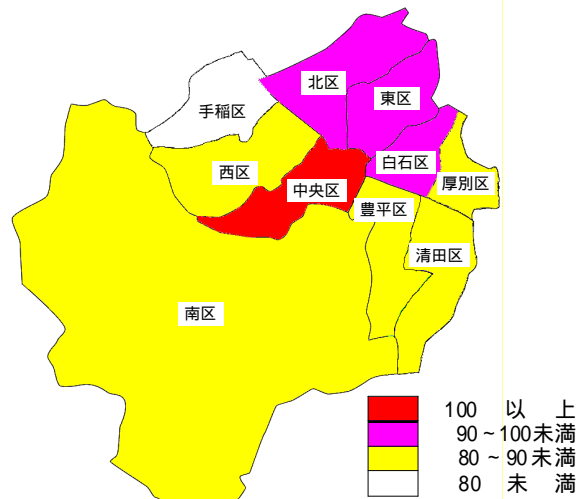 北区
東区
手稲区
白石区
西区
厚別区
中央区
豊平区
清田区
南区
100 以 上
90~100未満
80~90未満
80 未 満